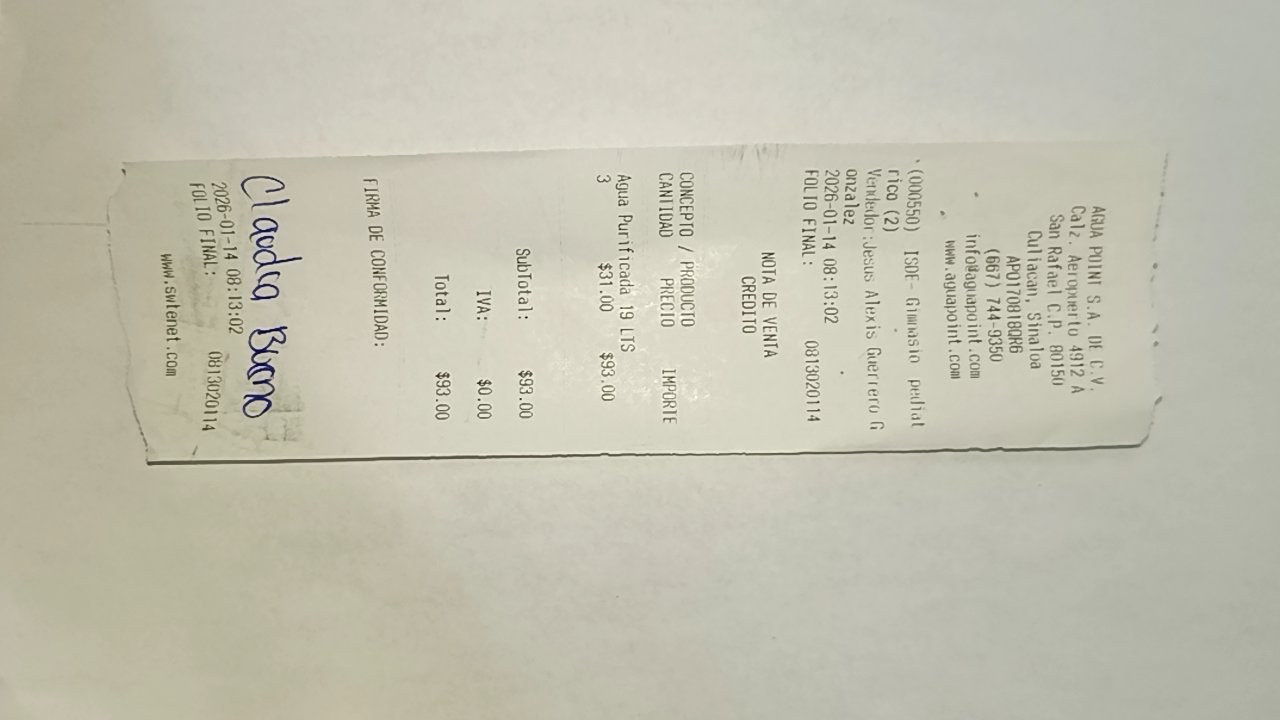 AGUA POINT S.A. DE C.V.
Calz. Aeropuerto 4912 A
San Rafael C.P. 80150
Culiacan, Sinaloa
APO170818QR6
(667) 744-9350
info@aguapoint.com
www.aguapoint.com
(000550) ISDE- Gimnasio pediat
rico (2)
Vendedor:Jesus Alexis Guerrero G
onzalez
2026-01-14 08:13:02
FOLIO FINAL: 0813020114
NOTA DE VENTA
CREDITO
CONCEPTO / PRODUCTO
CANTIDAD PRECIO IMPORTE
Agua Purificada 19 LTS
3 $31.00 $93.00
SubTotal: $93.00
IVA: $0.00
Total: $93.00
FIRMA DE CONFORMIDAD:
Claudia Bueno
2026-01-14 08:13:02
FOLIO FINAL: 0813020114
www.swfenet.com